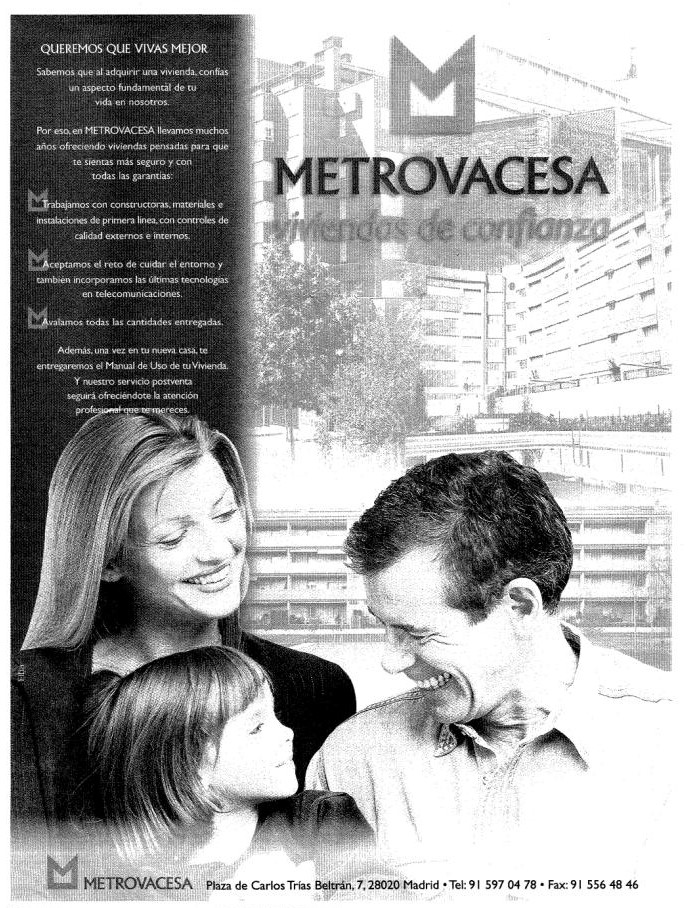 QUEREMOS QUE VIVAS MEJOR
Sabemos que al adquirir una vivienda, confías
un aspecto fundamental de tu
vida en nosotros.
Por eso, en METROVACESA llevamos muchos
años ofreciendo viviendas pensadas para que
te sientas más seguro y con
todas las garantías:
Trabajamos con constructoras, materiales e
instalaciones de primera línea, con controles de
calidad externos e internos.
Aceptamos el reto de cuidar el entorno y
también incorporamos las últimas tecnologías
en telecomunicaciones.
Avalamos todas las cantidades entregadas.
Además, una vez en tu nueva casa, te
entregaremos el Manual de Uso de tu Vivienda.
Y nuestro servicio postventa
seguirá ofreciéndote la atención
profesional que te mereces.
METROVACESA
viviendas de confianza
METROVACESA Plaza de Carlos Trías Beltrán, 7, 28020 Madrid • Tel: 91 597 04 78 • Fax: 91 556 48 46